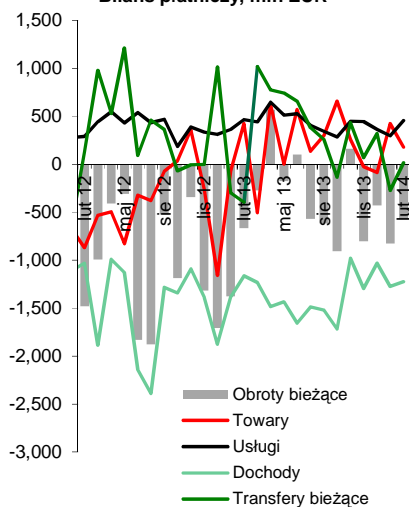 Bilans płatniczy, mln EUR
1,500
1,000
500
0
-500
-1,000
-1,500
-2,000
-2,500
-3,000
lut 12
maj 12
sie 12
lis 12
lut 13
maj 13
sie 13
lis 13
lut 14
Obroty bieżące
Towary
Usługi
Dochody
Transfery bieżące